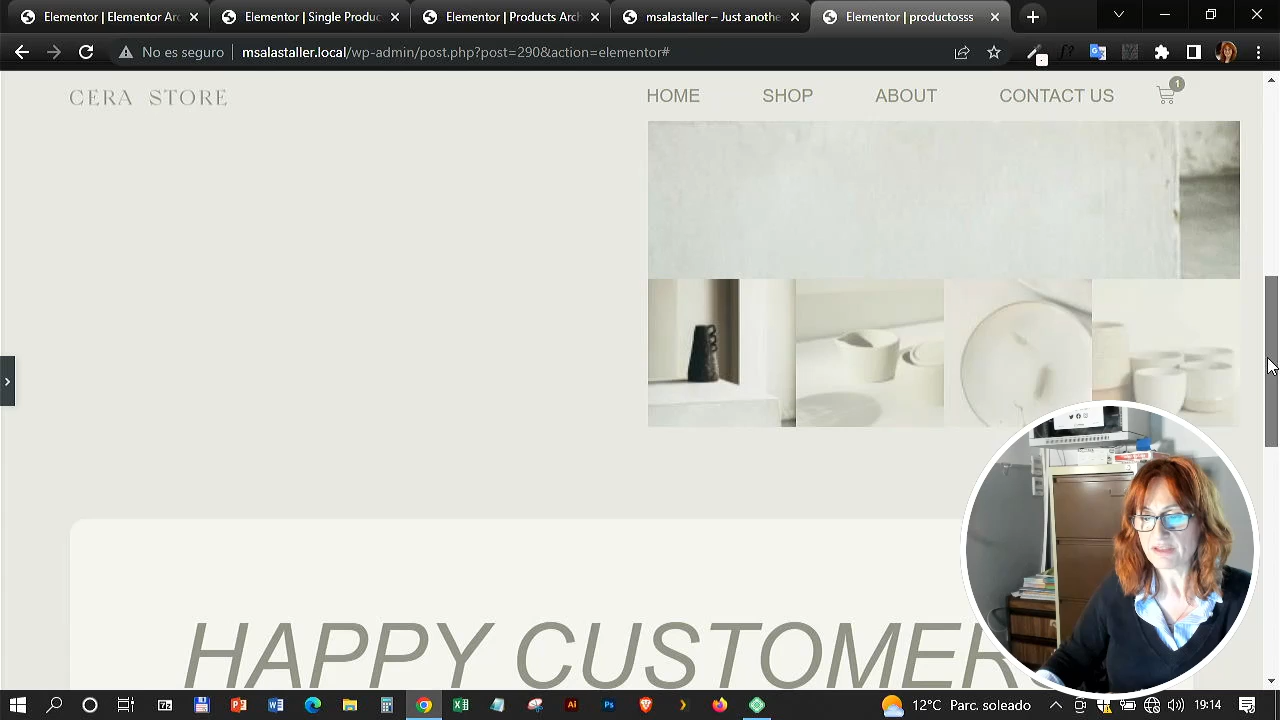 Elementor | Elementor Arc
Elementor | Single Produc
Elementor | Products Arch
msalastaller – Just anothe
Elementor | productosss
No es seguro
msalastaller.local/wp-admin/post.php?post=290&action=elementor#
CERA STORE
HOME
SHOP
ABOUT
CONTACT US
1
HAPPY CUSTOMERS
12°C Parc. soleado
19:14